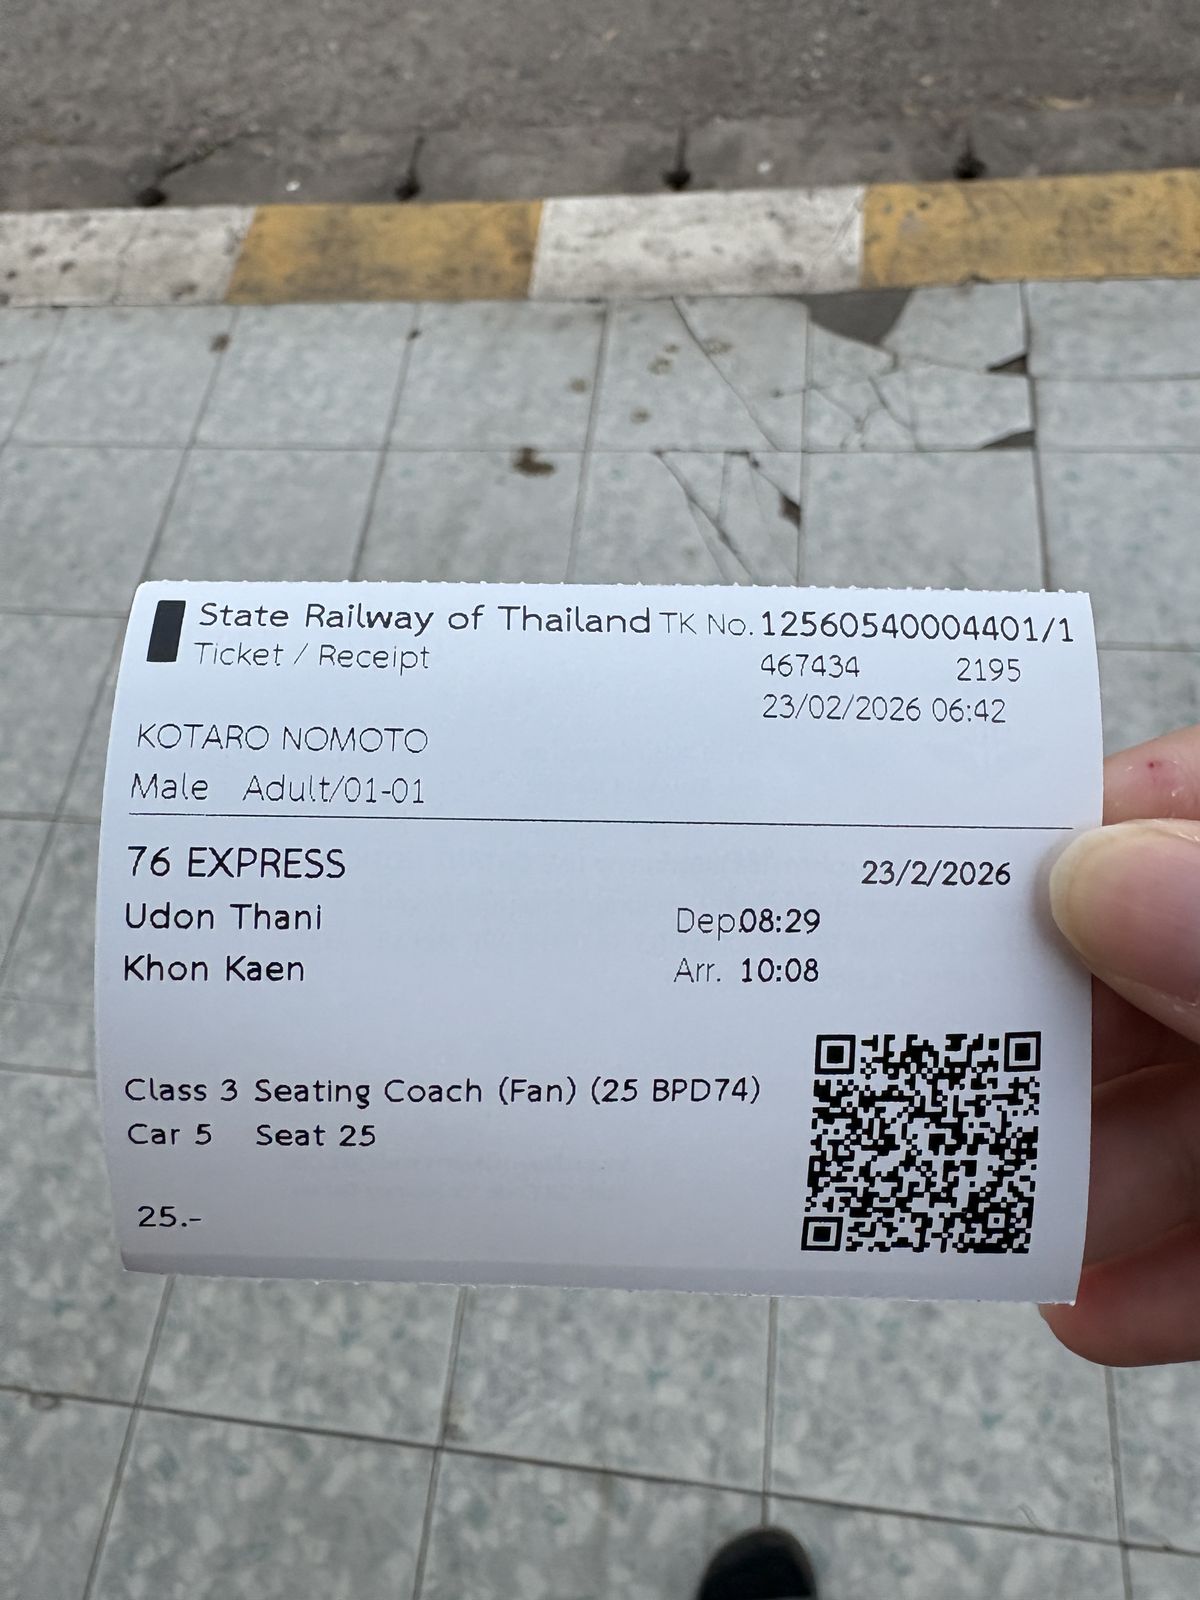 State Railway of Thailand TK No. 12560540004401/1
Ticket / Receipt 467434 2195
23/02/2026 06:42
KOTARO NOMOTO
Male Adult/01-01
76 EXPRESS 23/2/2026
Udon Thani Dep.08:29
Khon Kaen Arr. 10:08
Class 3 Seating Coach (Fan) (25 BPD74)
Car 5 Seat 25
25.-